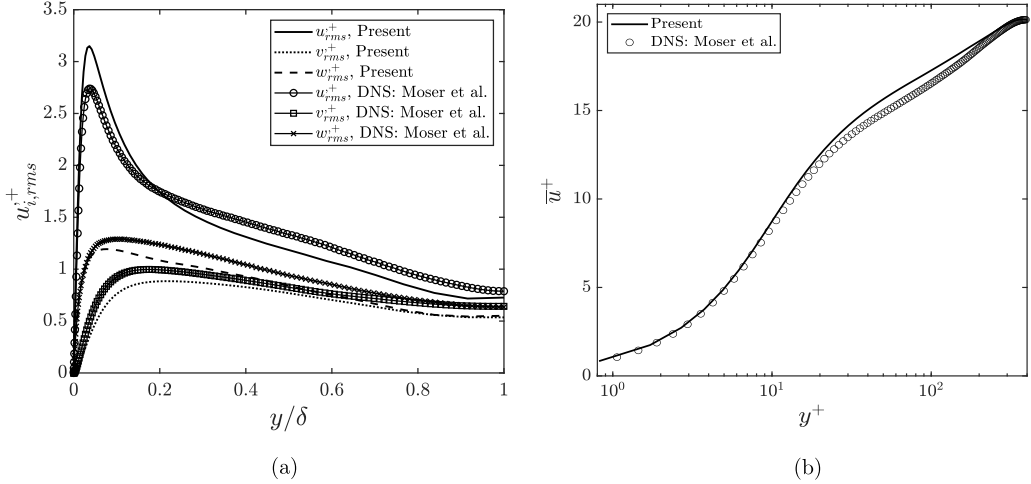 3.5
3
2.5
2
1.5
1
0.5
0
0
0.2
0.4
0.6
0.8
1
u'^+_{i,rms}
y/δ
u'^+_{rms}, Present
v'^+_{rms}, Present
w'^+_{rms}, Present
u'^+_{rms}, DNS: Moser et al.
v'^+_{rms}, DNS: Moser et al.
w'^+_{rms}, DNS: Moser et al.
(a)
20
15
10
5
0
10^0
10^1
10^2
u̅^+
y^+
Present
DNS: Moser et al.
(b)